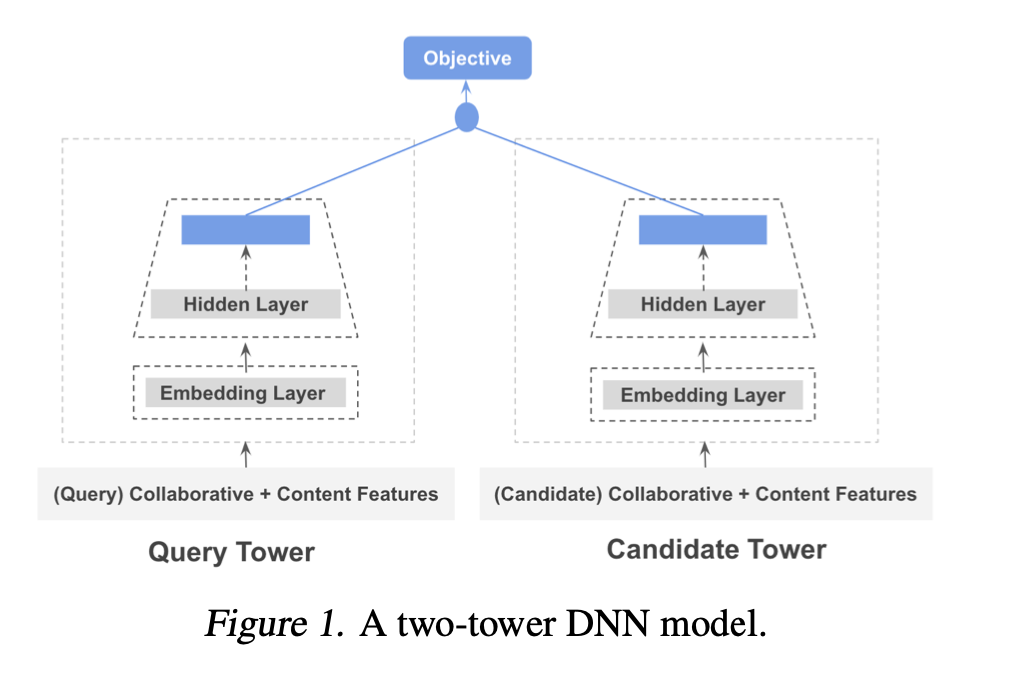 Objective
Hidden Layer
Hidden Layer
Embedding Layer
Embedding Layer
(Query) Collaborative + Content Features
(Candidate) Collaborative + Content Features
Query Tower
Candidate Tower
Figure 1. A two-tower DNN model.